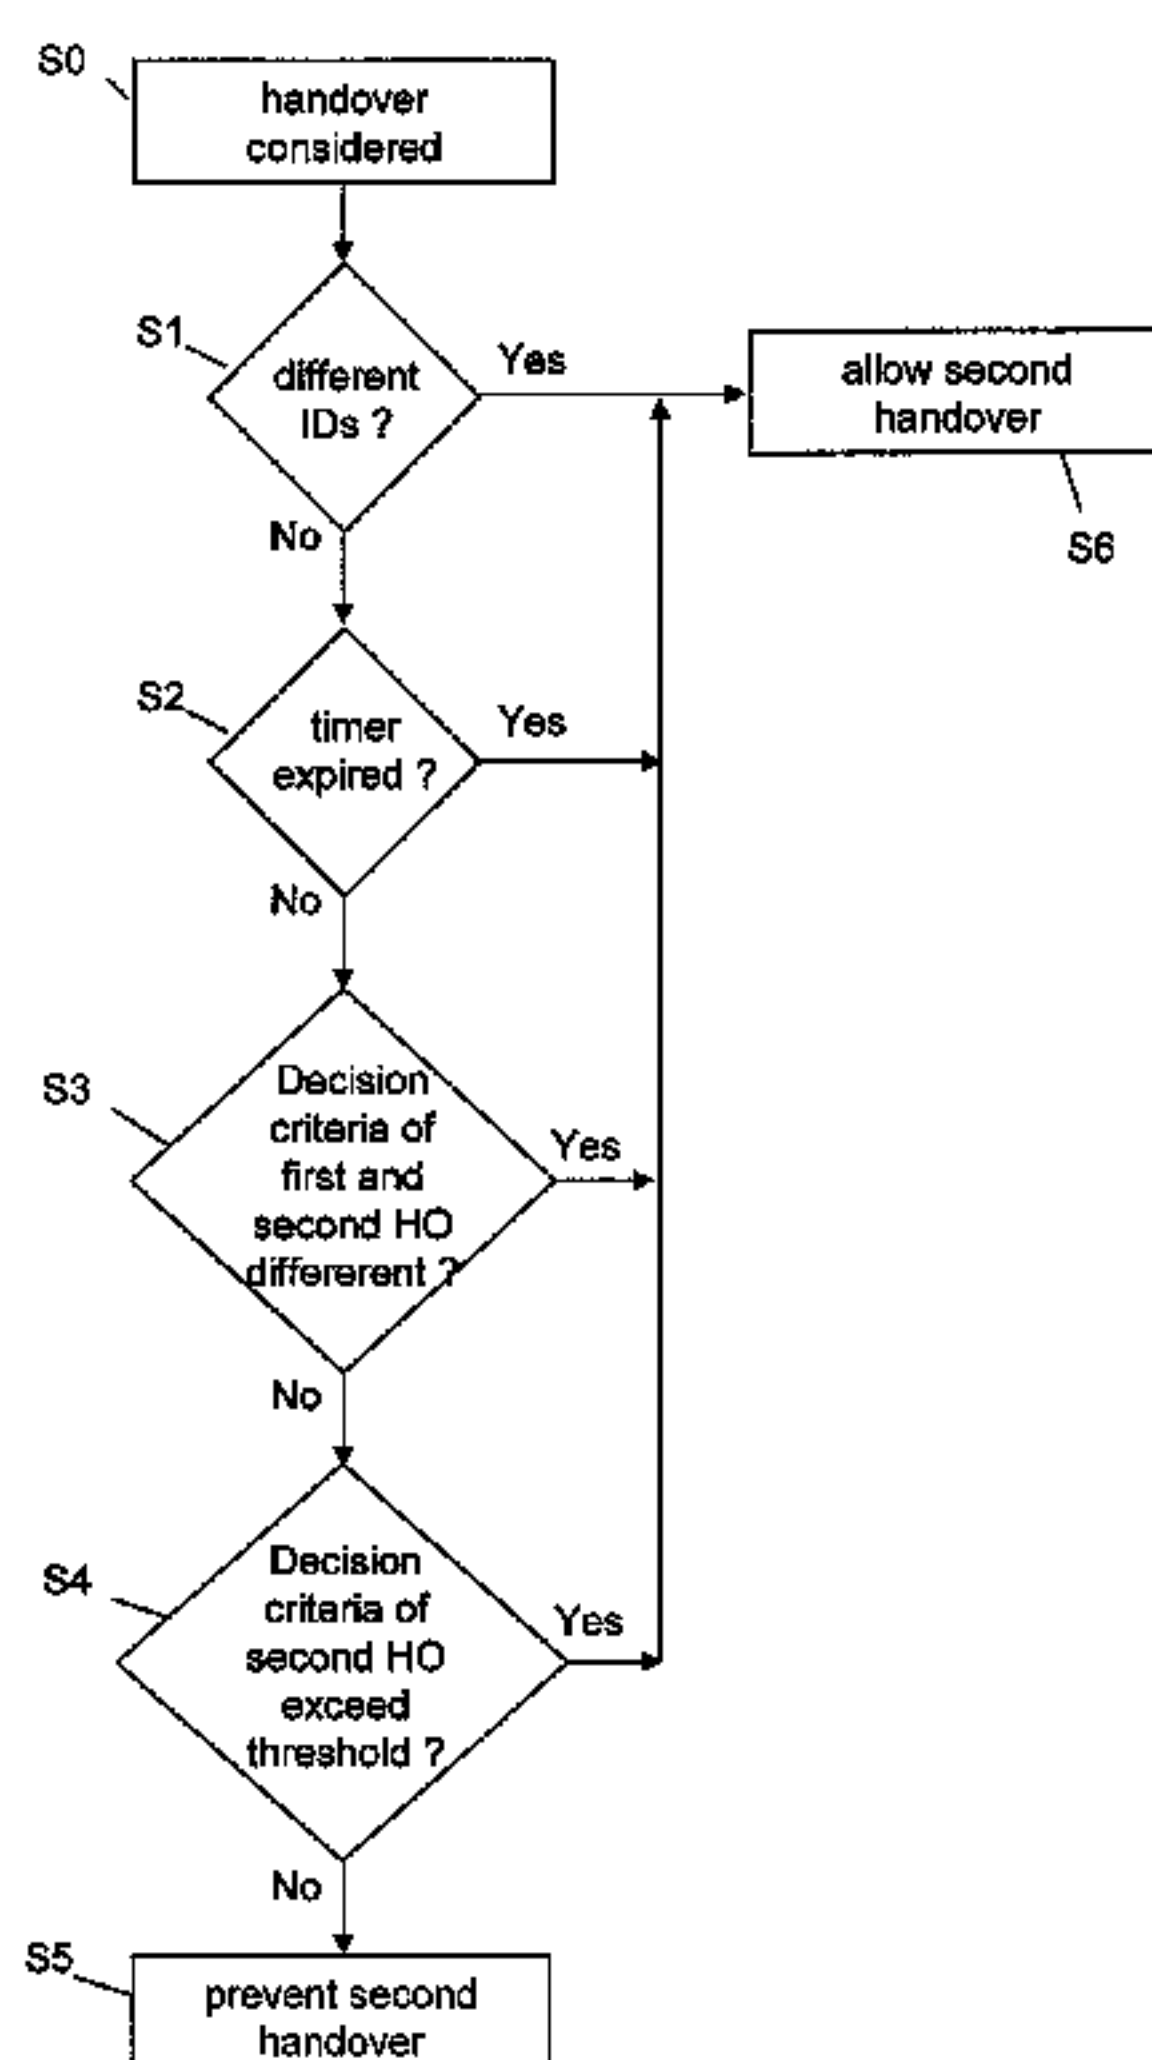 S0
handover
considered
S1
different
IDs ?
Yes
allow second
handover
S6
No
S2
timer
expired ?
Yes
No
S3
Decision
criteria of
first and
second HO
differerent ?
Yes
No
S4
Decision
criteria of
second HO
exceed
threshold ?
Yes
No
S5
prevent second
handover